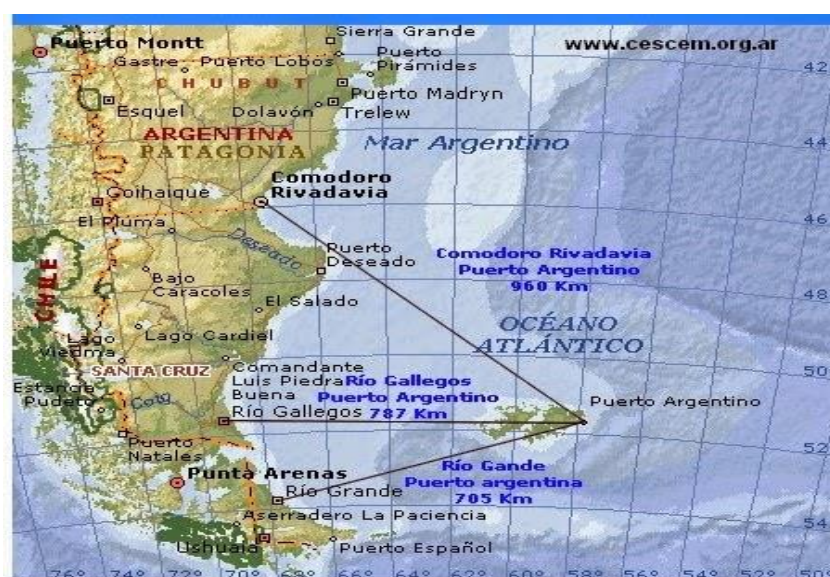 www.cescem.org.ar
Sierra Grande
Puerto Montt
Gastre
Puerto Lobos
Puerto
Pirámides
42
CHUBUT
Esquel
Puerto Madryn
Dolavón
Trelew
ARGENTINA
PATAGONIA
Mar Argentino
44
Comodoro
Rivadavia
Coihaique
46
El Pluma
Deseado
Puerto
Deseado
Comodoro Rivadavia
Puerto Argentino
960 Km
CHILE
Bajo
Caracoles
48
El Salado
OCÉANO
ATLÁNTICO
Lago Cardiel
Lago
Viedma
50
SANTA CRUZ
Comandante
Luis Piedra
Buena
Río Gallegos
Puerto Argentino
787 Km
Estancia
Pudeto
Coig
Río Gallegos
Puerto Argentino
52
Puerto
Natales
Punta Arenas
Río Gande
Puerto argentina
705 Km
Río Grande
Aserradero La Paciencia
54
Ushuaia
Puerto Español
76° 74° 72° 70° 68° 66° 64° 62° 60° 58° 56° 54° 52° 50